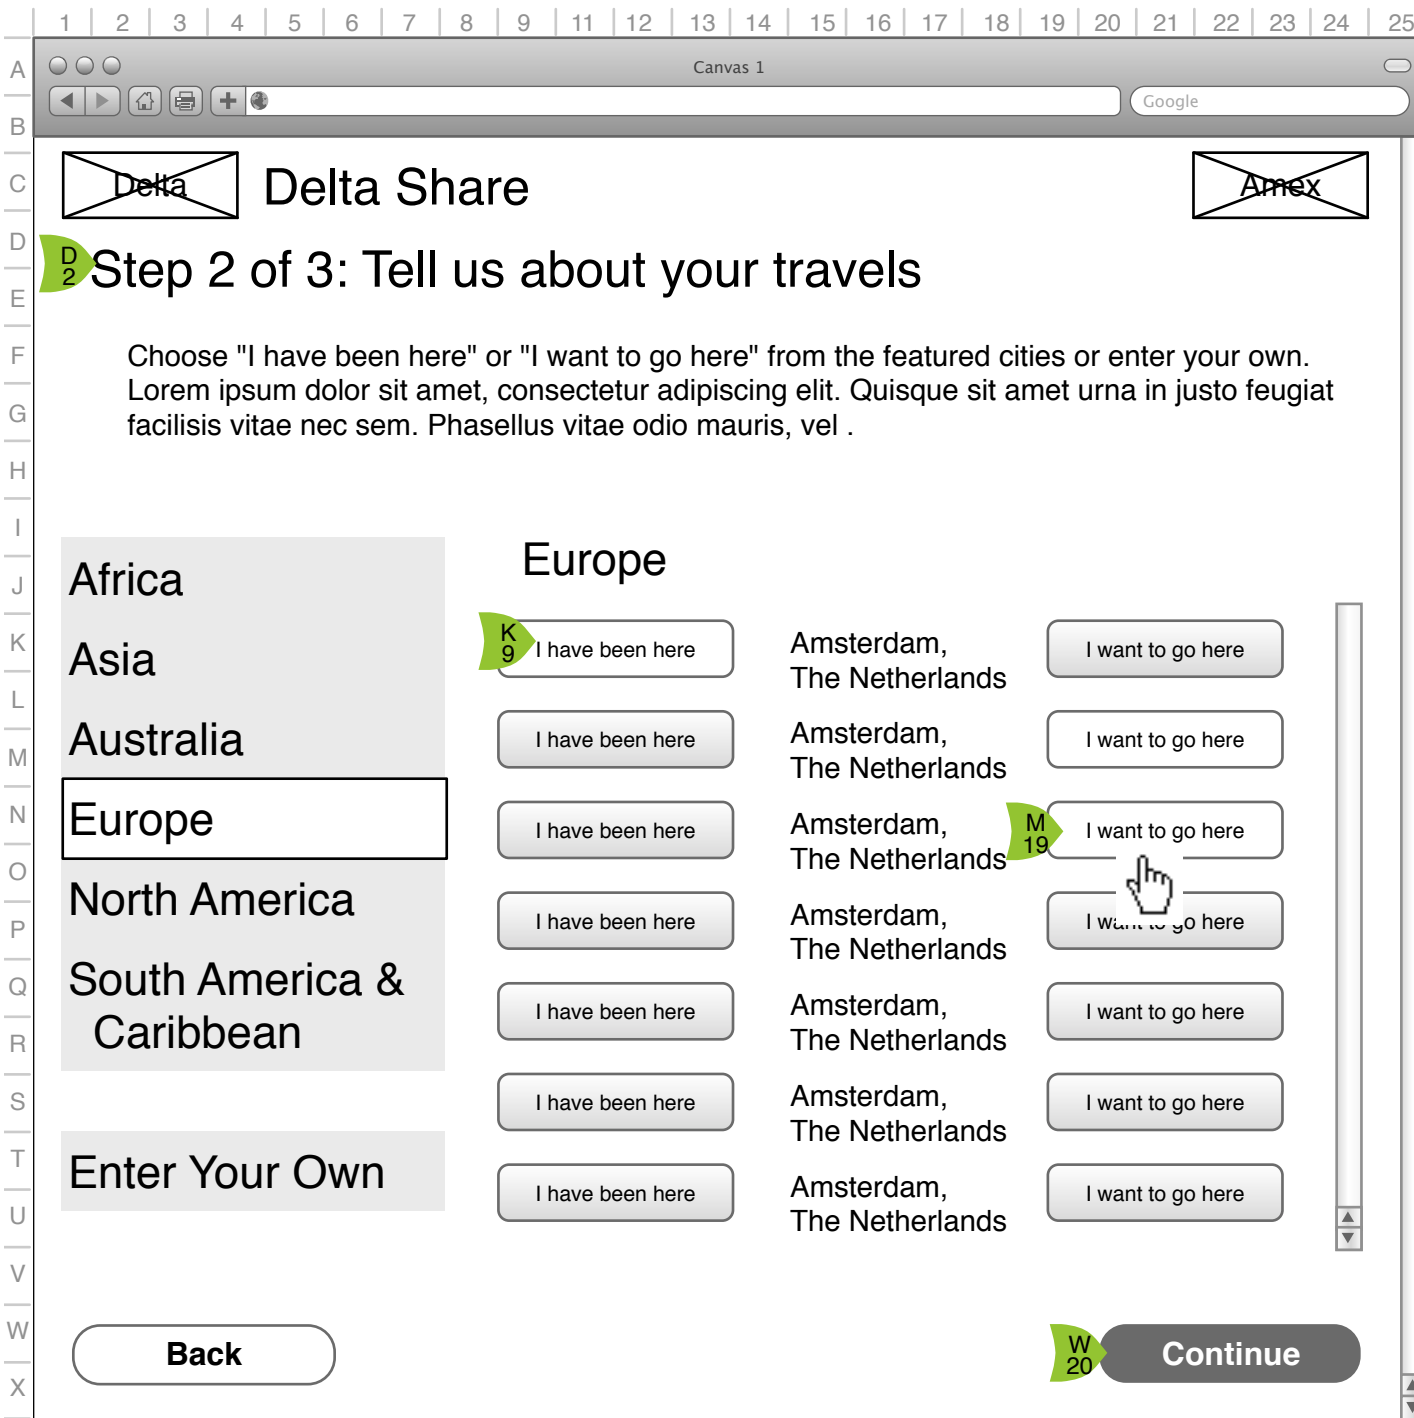 1 2 3 4 5 6 7 8 9 11 12 13 14 15 16 17 18 19 20 21 22 23 24 25
A
Canvas 1
B
Google
C
Delta
Delta Share
Amex
D
D
2
Step 2 of 3: Tell us about your travels
E
F
Choose "I have been here" or "I want to go here" from the featured cities or enter your own.
Lorem ipsum dolor sit amet, consectetur adipiscing elit. Quisque sit amet urna in justo feugiat
G
facilisis vitae nec sem. Phasellus vitae odio mauris, vel .
H
I
J
K
L
M
N
O
P
Q
R
S
T
U
V
W
X
Africa
Asia
Australia
Europe
North America
South America &
Caribbean
Enter Your Own
Europe
K
9
I have been here
Amsterdam,
The Netherlands
I want to go here
I have been here
Amsterdam,
The Netherlands
I want to go here
I have been here
Amsterdam,
The Netherlands
M
19
I want to go here
I have been here
Amsterdam,
The Netherlands
I want to go here
I have been here
Amsterdam,
The Netherlands
I want to go here
I have been here
Amsterdam,
The Netherlands
I want to go here
I have been here
Amsterdam,
The Netherlands
I want to go here
Back
W
20
Continue